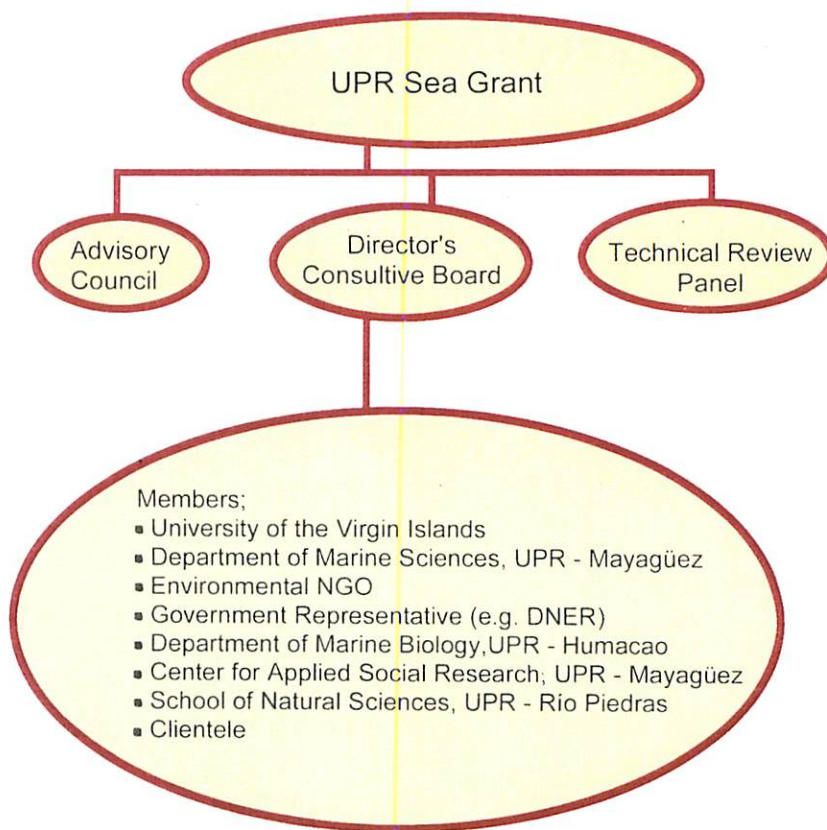 UPR Sea Grant
Advisory
Council
Director's
Consultive Board
Technical Review
Panel
Members;
▪ University of the Virgin Islands
▪ Department of Marine Sciences, UPR - Mayagüez
▪ Environmental NGO
▪ Government Representative (e.g. DNER)
▪ Department of Marine Biology,UPR - Humacao
▪ Center for Applied Social Research, UPR - Mayagüez
▪ School of Natural Sciences, UPR - Río Piedras
▪ Clientele